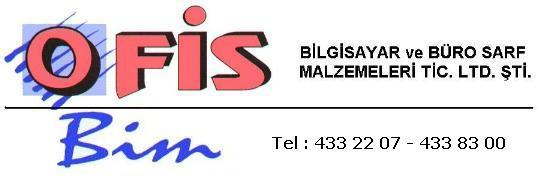 OFİS
Bim
BİLGİSAYAR ve BÜRO SARF
MALZEMELERİ TİC. LTD. ŞTİ.
Tel : 433 22 07 - 433 83 00